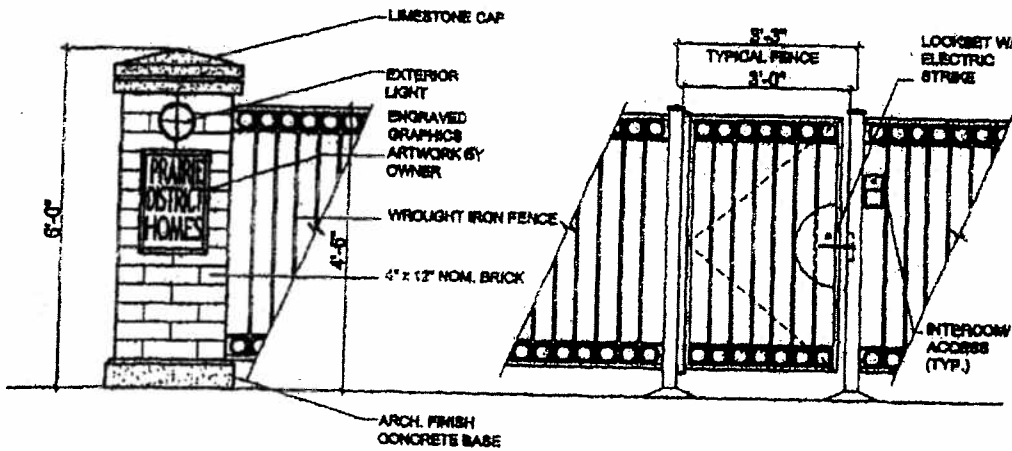 LIMESTONE CAP
EXTERIOR
LIGHT
ENGRAVED
GRAPHICS
ARTWORK BY
OWNER
PRAIRIE
DISTRICT
HOMES
6'-0"
WROUGHT IRON FENCE
4'-6"
4" x 12" NOM. BRICK
ARCH. FINISH
CONCRETE BASE
3'-3"
TYPICAL FENCE
3'-0"
LOCKSET W/
ELECTRIC
STRIKE
INTERCOM/
ACCESS
(TYP.)